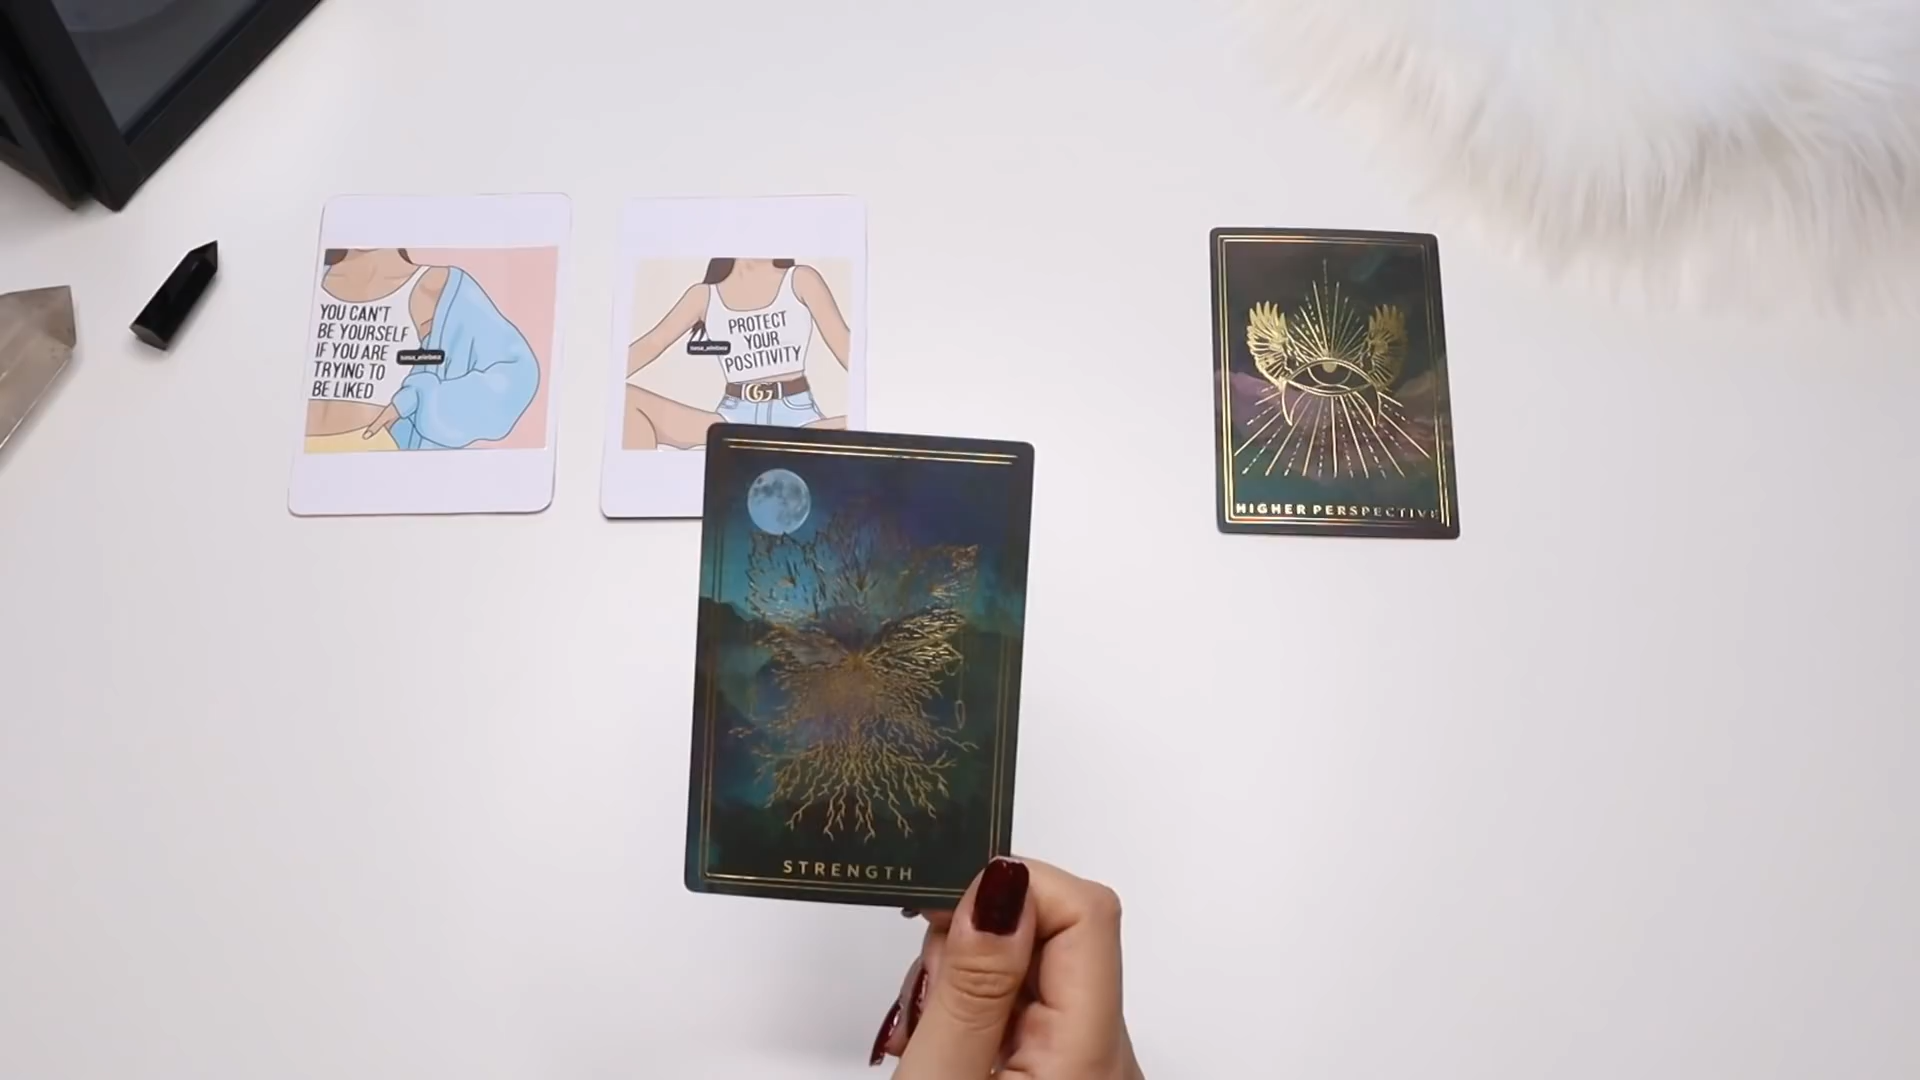 YOU CAN'T
BE YOURSELF
IF YOU ARE
TRYING TO
BE LIKED
PROTECT
YOUR
POSITIVITY
HIGHER PERSPECTIVE
STRENGTH